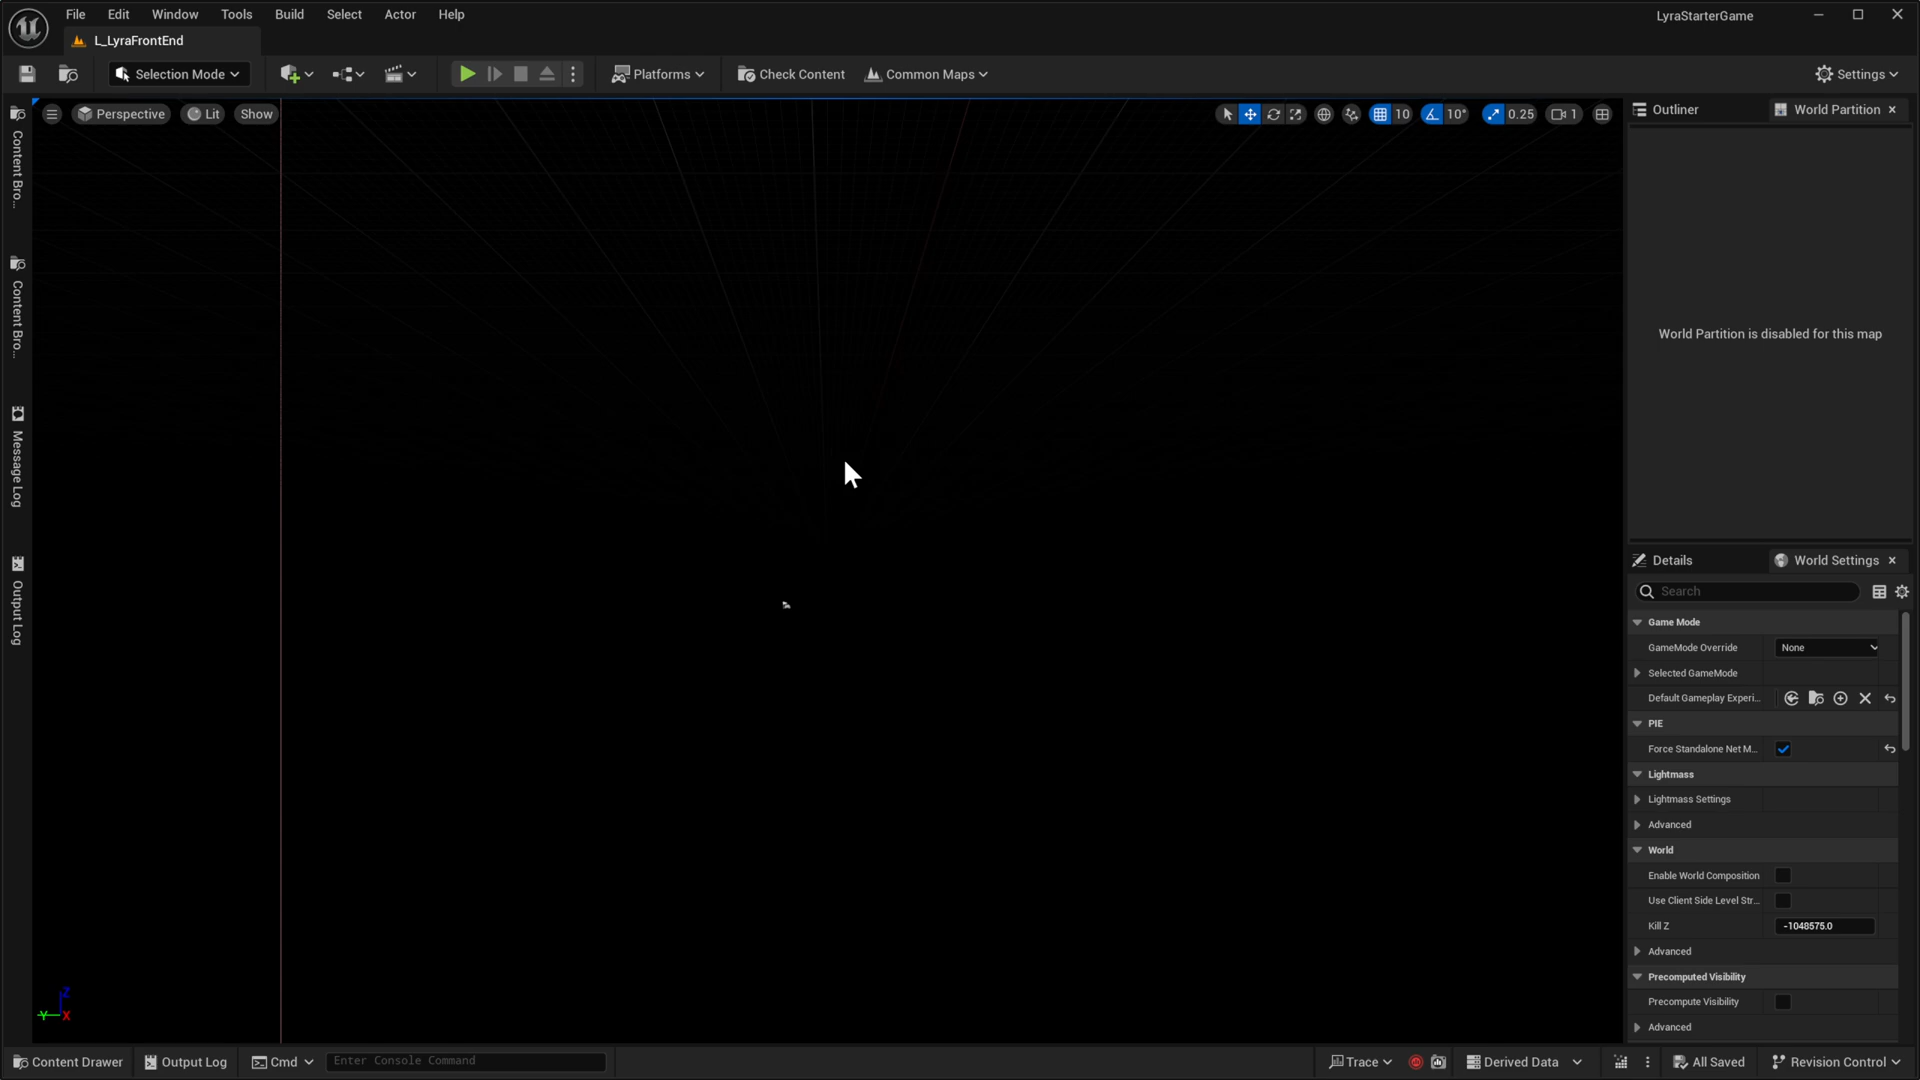 File Edit Window Tools Build Select Actor Help
LyraStarterGame
L_LyraFrontEnd
Selection Mode
Platforms
Check Content
Common Maps
Settings
Perspective
Lit
Show
10
10°
0.25
1
Outliner
World Partition
Content Bro...
Content Bro...
Message Log
Output Log
World Partition is disabled for this map
Details
World Settings
Search
Game Mode
GameMode Override
None
Selected GameMode
Default Gameplay Experi...
PIE
Force Standalone Net M...
Lightmass
Lightmass Settings
Advanced
World
Enable World Composition
Use Client Side Level Str...
Kill Z
-1048575.0
Advanced
Precomputed Visibility
Precompute Visibility
Advanced
Z
Y
X
Content Drawer
Output Log
Cmd
Enter Console Command
Trace
Derived Data
All Saved
Revision Control